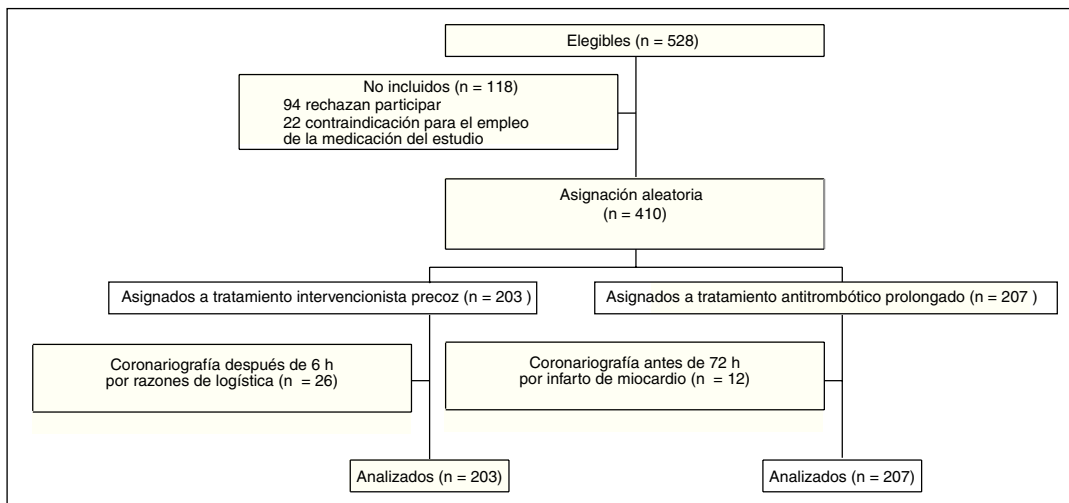 Elegibles (n = 528)
No incluidos (n = 118)
94 rechazan participar
22 contraindicación para el empleo
de la medicación del estudio
Asignación aleatoria
(n = 410)
Asignados a tratamiento intervencionista precoz (n = 203 )
Asignados a tratamiento antitrombótico prolongado (n = 207 )
Coronariografía después de 6 h
por razones de logística (n = 26)
Coronariografía antes de 72 h
por infarto de miocardio (n = 12)
Analizados (n = 203)
Analizados (n = 207)